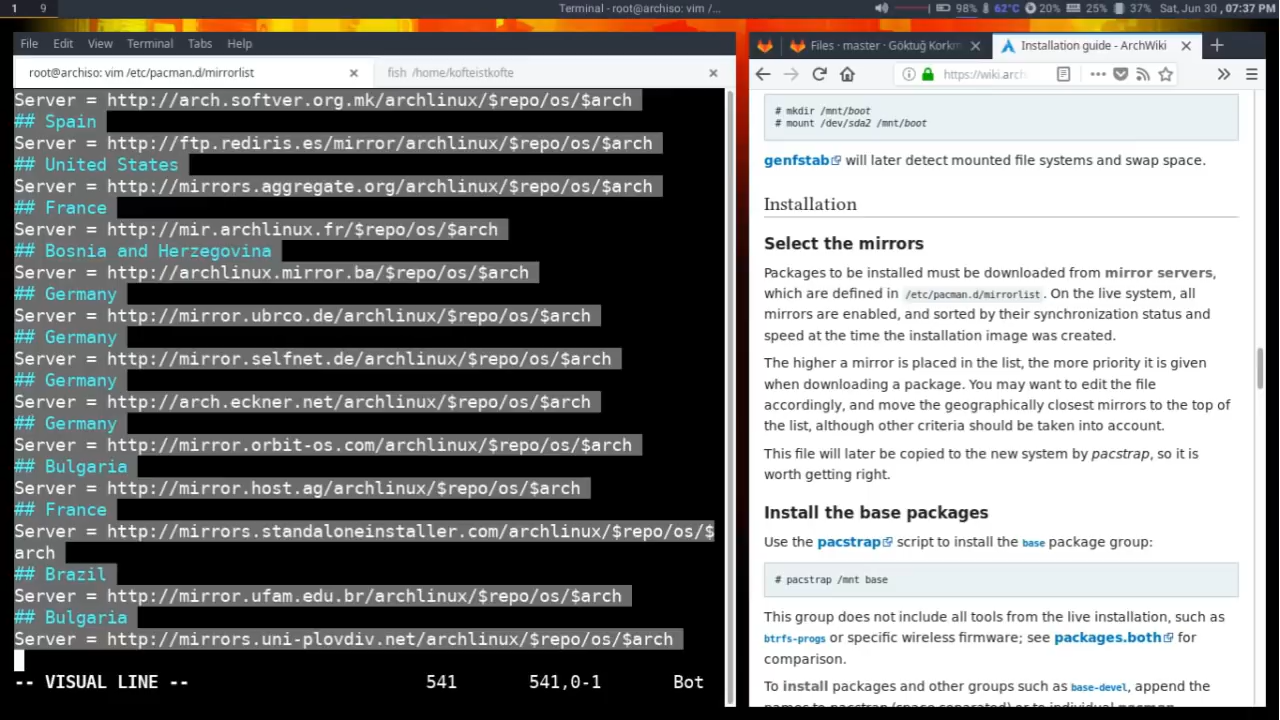 1 9 Terminal - root@archiso: vim /... 98% 62°C 20% 25% 37% Sat, Jun 30 , 07:37 PM
File Edit View Terminal Tabs Help
root@archiso: vim /etc/pacman.d/mirrorlist × fish /home/kofteistkofte ×
Server = http://arch.softver.org.mk/archlinux/$repo/os/$arch
## Spain
Server = http://ftp.rediris.es/mirror/archlinux/$repo/os/$arch
## United States
Server = http://mirrors.aggregate.org/archlinux/$repo/os/$arch
## France
Server = http://mir.archlinux.fr/$repo/os/$arch
## Bosnia and Herzegovina
Server = http://archlinux.mirror.ba/$repo/os/$arch
## Germany
Server = http://mirror.ubrco.de/archlinux/$repo/os/$arch
## Germany
Server = http://mirror.selfnet.de/archlinux/$repo/os/$arch
## Germany
Server = http://arch.eckner.net/archlinux/$repo/os/$arch
## Germany
Server = http://mirror.orbit-os.com/archlinux/$repo/os/$arch
## Bulgaria
Server = http://mirror.host.ag/archlinux/$repo/os/$arch
## France
Server = http://mirrors.standaloneinstaller.com/archlinux/$repo/os/$
arch
## Brazil
Server = http://mirror.ufam.edu.br/archlinux/$repo/os/$arch
## Bulgaria
Server = http://mirrors.uni-plovdiv.net/archlinux/$repo/os/$arch
-- VISUAL LINE -- 541 541,0-1 Bot
Files · master · Göktuğ Korkm Installation guide - ArchWiki
https://wiki.arch
# mkdir /mnt/boot
# mount /dev/sda2 /mnt/boot
genfstab will later detect mounted file systems and swap space.
Installation
Select the mirrors
Packages to be installed must be downloaded from mirror servers,
which are defined in /etc/pacman.d/mirrorlist. On the live system, all
mirrors are enabled, and sorted by their synchronization status and
speed at the time the installation image was created.
The higher a mirror is placed in the list, the more priority it is given
when downloading a package. You may want to edit the file
accordingly, and move the geographically closest mirrors to the top of
the list, although other criteria should be taken into account.
This file will later be copied to the new system by pacstrap, so it is
worth getting right.
Install the base packages
Use the pacstrap script to install the base package group:
# pacstrap /mnt base
This group does not include all tools from the live installation, such as
btrfs-progs or specific wireless firmware; see packages.both for
comparison.
To install packages and other groups such as base-devel, append the
names to pacstrap (space separated) or to individual pacman